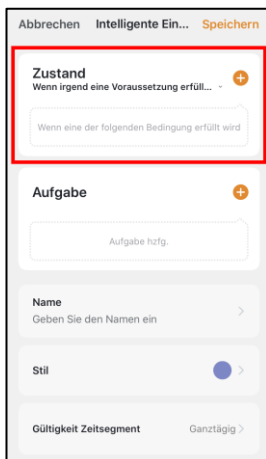 Abbrechen Intelligente Ein... Speichern
Zustand
Wenn irgend eine Voraussetzung erfüll...
Wenn eine der folgenden Bedingung erfüllt wird
Aufgabe
Aufgabe hzfg.
Name
Geben Sie den Namen ein
Stil
Gültigkeit Zeitsegment Ganztägig